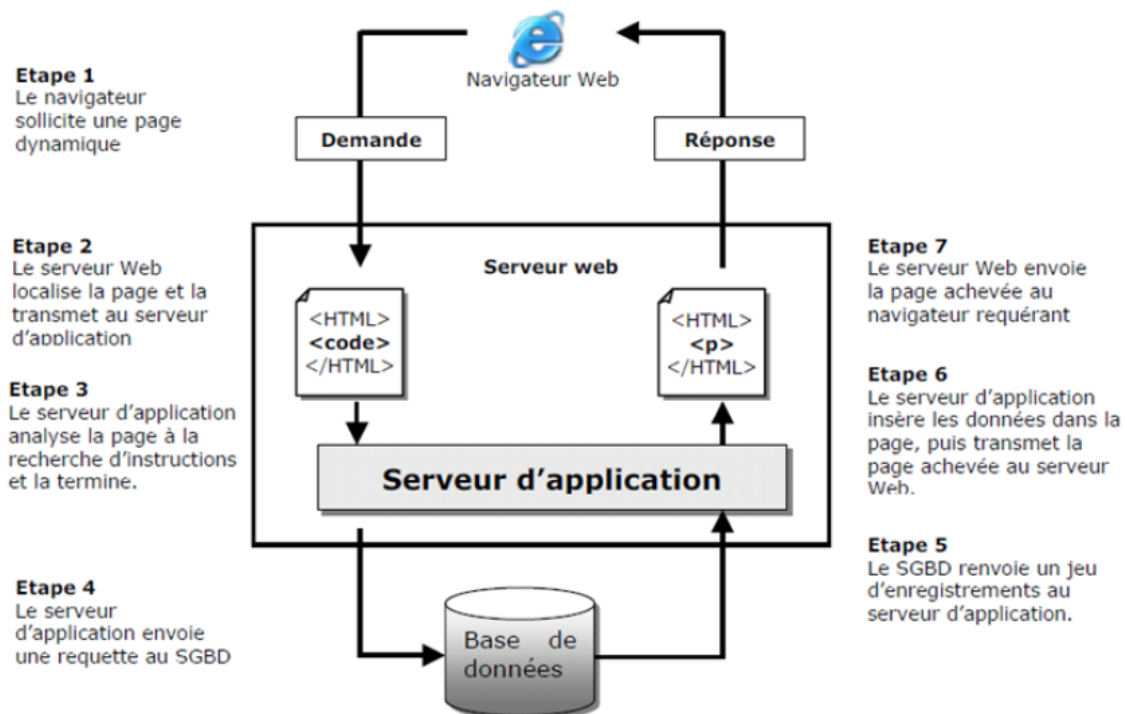 Navigateur Web
Etape 1
Le navigateur
sollicite une page
dynamique
Demande
Réponse
Etape 2
Le serveur Web
localise la page et la
transmet au serveur
d'application
Serveur web
<HTML>
<code>
</HTML>
<HTML>
<p>
</HTML>
Etape 3
Le serveur d'application
analyse la page à la
recherche d'instructions
et la termine.
Serveur d'application
Etape 4
Le serveur
d'application envoie
une requette au SGBD
Base de
données
Etape 5
Le SGBD renvoie un jeu
d'enregistrements au
serveur d'application.
Etape 6
Le serveur d'application
insère les données dans la
page, puis transmet la
page achevée au serveur
Web.
Etape 7
Le serveur Web envoie
la page achevée au
navigateur requérant